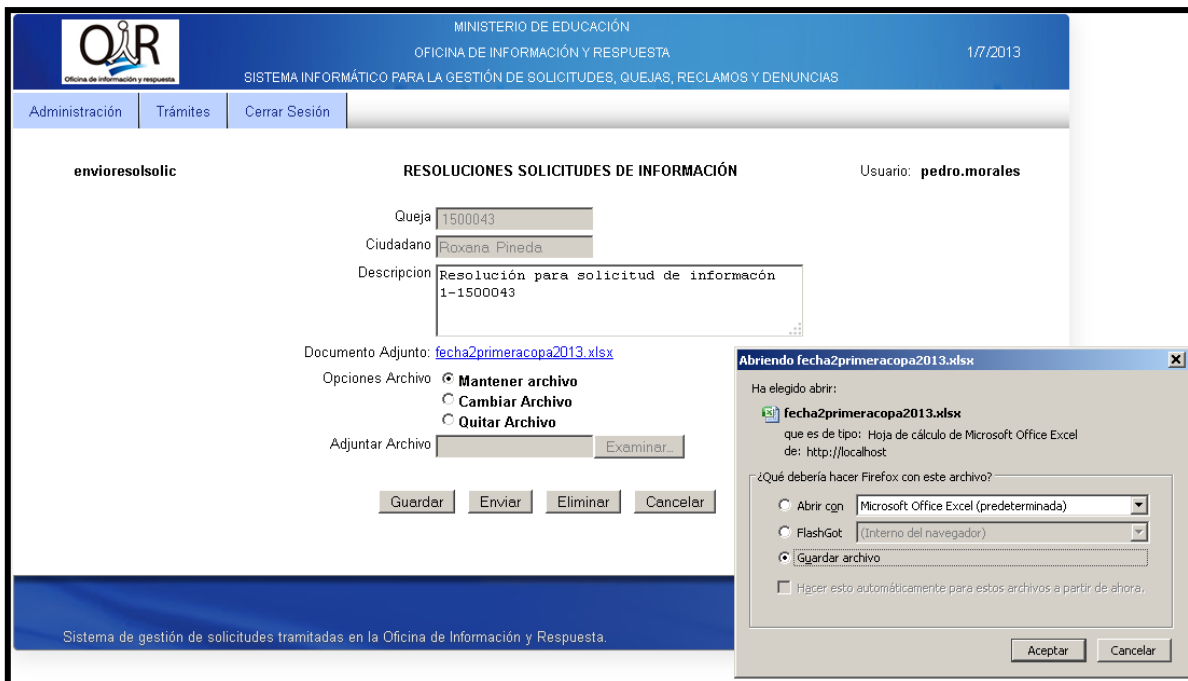 OiR
Oficina de información y respuesta
MINISTERIO DE EDUCACIÓN
OFICINA DE INFORMACIÓN Y RESPUESTA
1/7/2013
SISTEMA INFORMÁTICO PARA LA GESTIÓN DE SOLICITUDES, QUEJAS, RECLAMOS Y DENUNCIAS
Administración Trámites Cerrar Sesión
envioresolsolic RESOLUCIONES SOLICITUDES DE INFORMACIÓN Usuario: pedro.morales
Queja 1500043
Ciudadano Roxana Pineda
Descripcion Resolución para solicitud de informacón
1-1500043
Documento Adjunto: fecha2primeracopa2013.xlsx
Opciones Archivo Mantener archivo
Cambiar Archivo
Quitar Archivo
Adjuntar Archivo Examinar...
Guardar Enviar Eliminar Cancelar
Sistema de gestión de solicitudes tramitadas en la Oficina de Información y Respuesta.
Abriendo fecha2primeracopa2013.xlsx
Ha elegido abrir:
fecha2primeracopa2013.xlsx
que es de tipo: Hoja de cálculo de Microsoft Office Excel
de: http://localhost
¿Qué debería hacer Firefox con este archivo?
Abrir con Microsoft Office Excel (predeterminada)
FlashGot (Interno del navegador)
Guardar archivo
Hacer esto automáticamente para estos archivos a partir de ahora.
Aceptar Cancelar